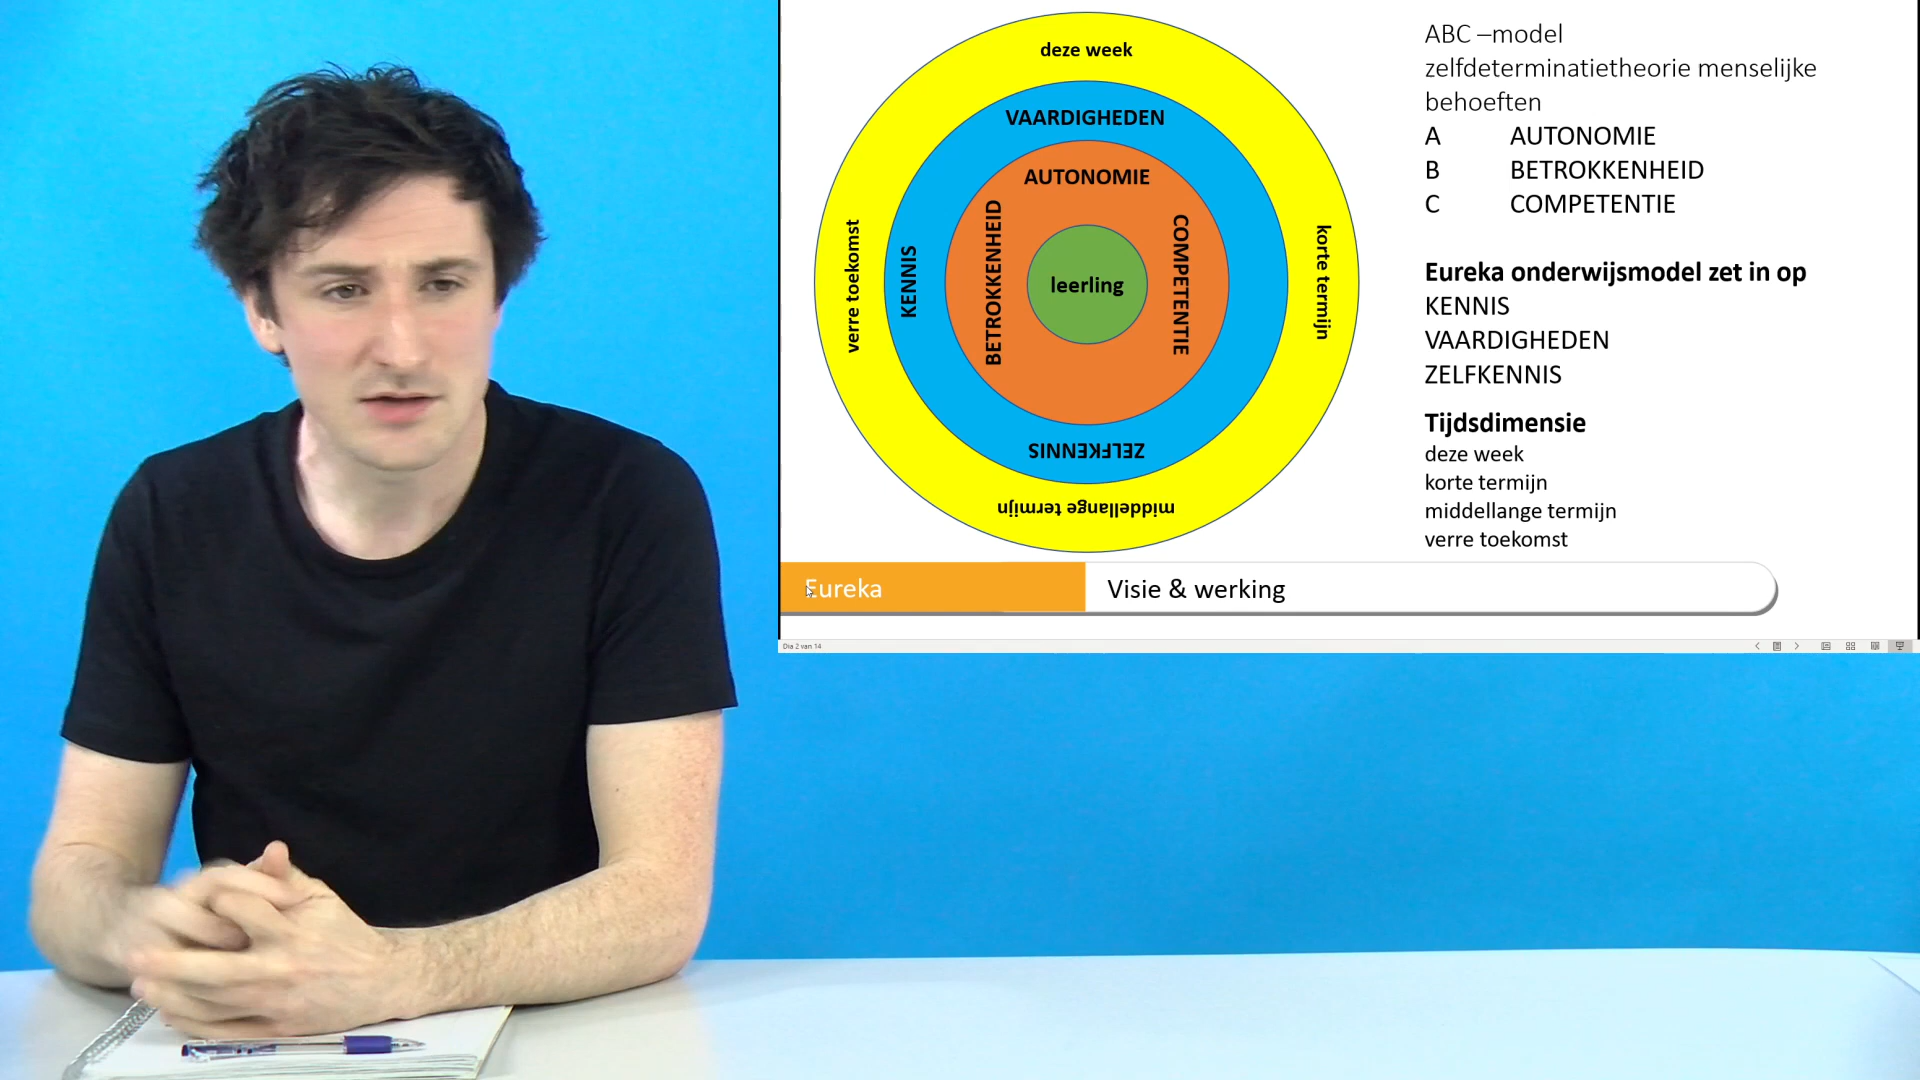 deze week
VAARDIGHEDEN
AUTONOMIE
verre toekomst
KENNIS
BETROKKENHEID
leerling
COMPETENTIE
korte termijn
ZELFKENNIS
middellange termijn
ABC –model
zelfdeterminatietheorie menselijke
behoeften
A AUTONOMIE
B BETROKKENHEID
C COMPETENTIE
Eureka onderwijsmodel zet in op
KENNIS
VAARDIGHEDEN
ZELFKENNIS
Tijdsdimensie
deze week
korte termijn
middellange termijn
verre toekomst
Eureka Visie & werking
Dia 2 van 14